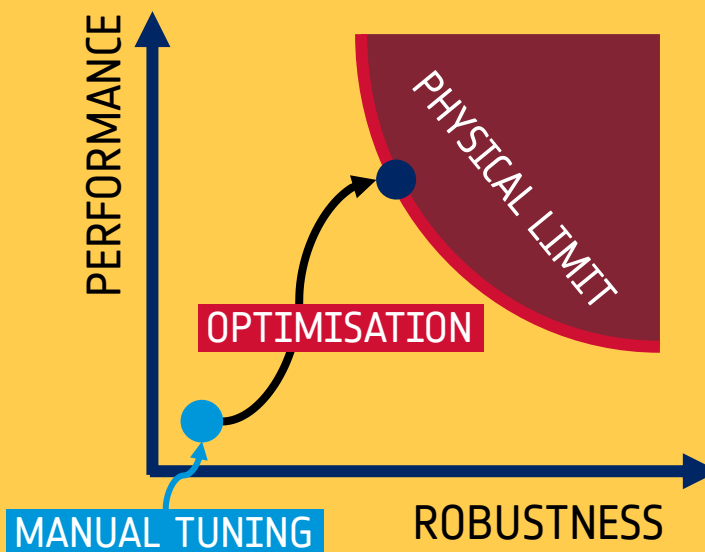 PERFORMANCE
PHYSICAL LIMIT
OPTIMISATION
MANUAL TUNING
ROBUSTNESS